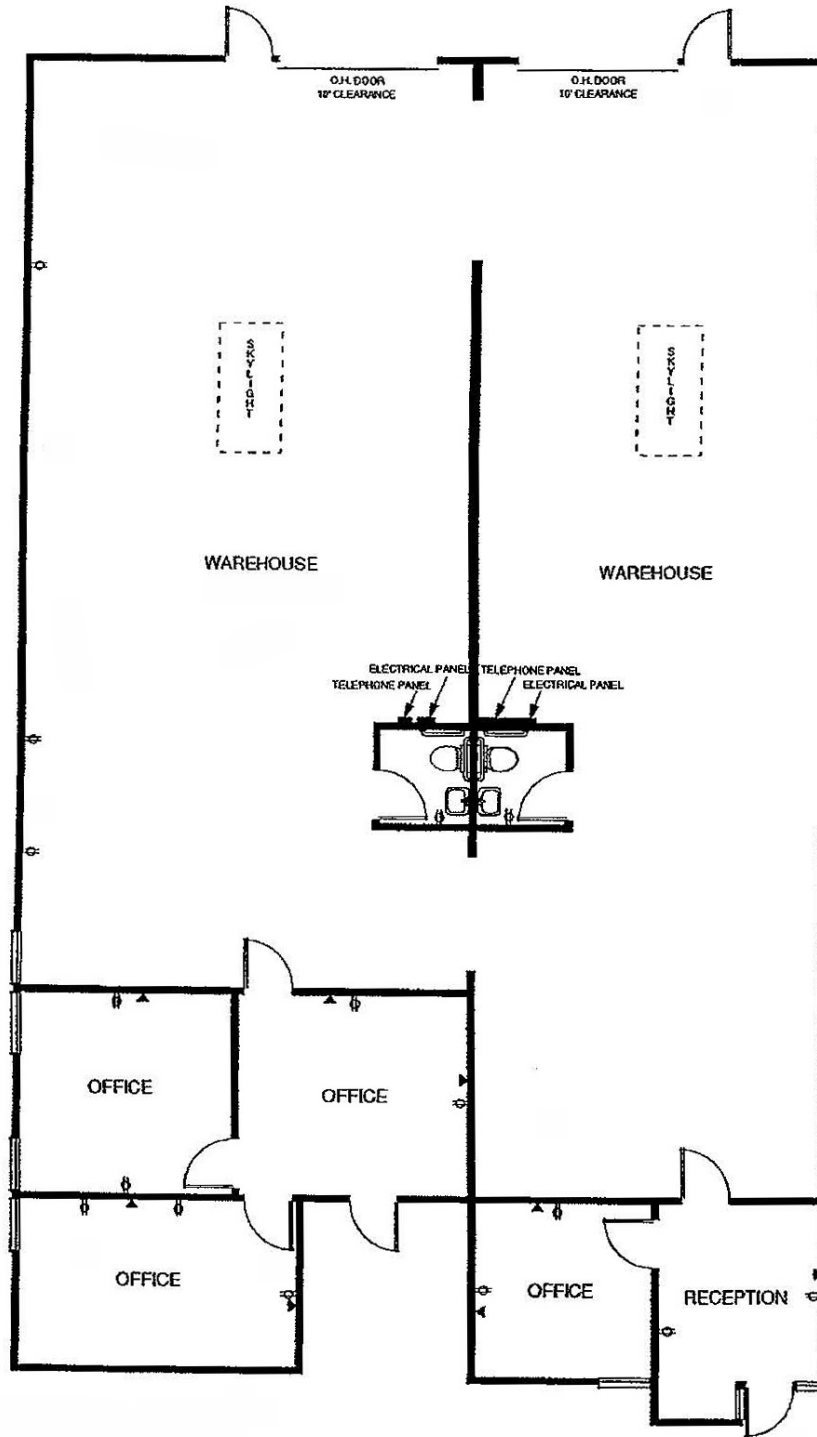 O.H. DOOR
10' CLEARANCE
O.H. DOOR
10' CLEARANCE
SKYLIGHT
SKYLIGHT
WAREHOUSE
WAREHOUSE
ELECTRICAL PANEL
TELEPHONE PANEL
TELEPHONE PANEL
ELECTRICAL PANEL
OFFICE
OFFICE
OFFICE
OFFICE
RECEPTION